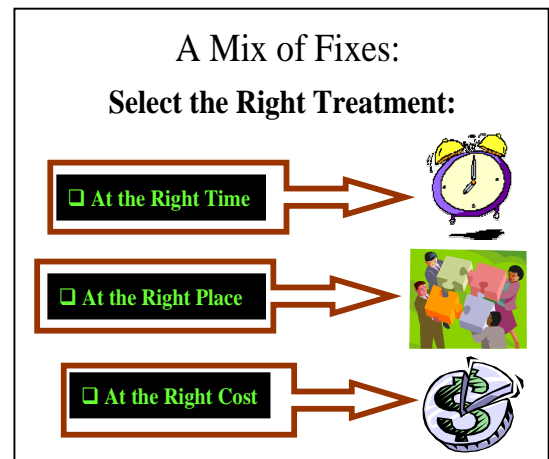 A Mix of Fixes:
Select the Right Treatment:
❑ At the Right Time
❑ At the Right Place
❑ At the Right Cost
$